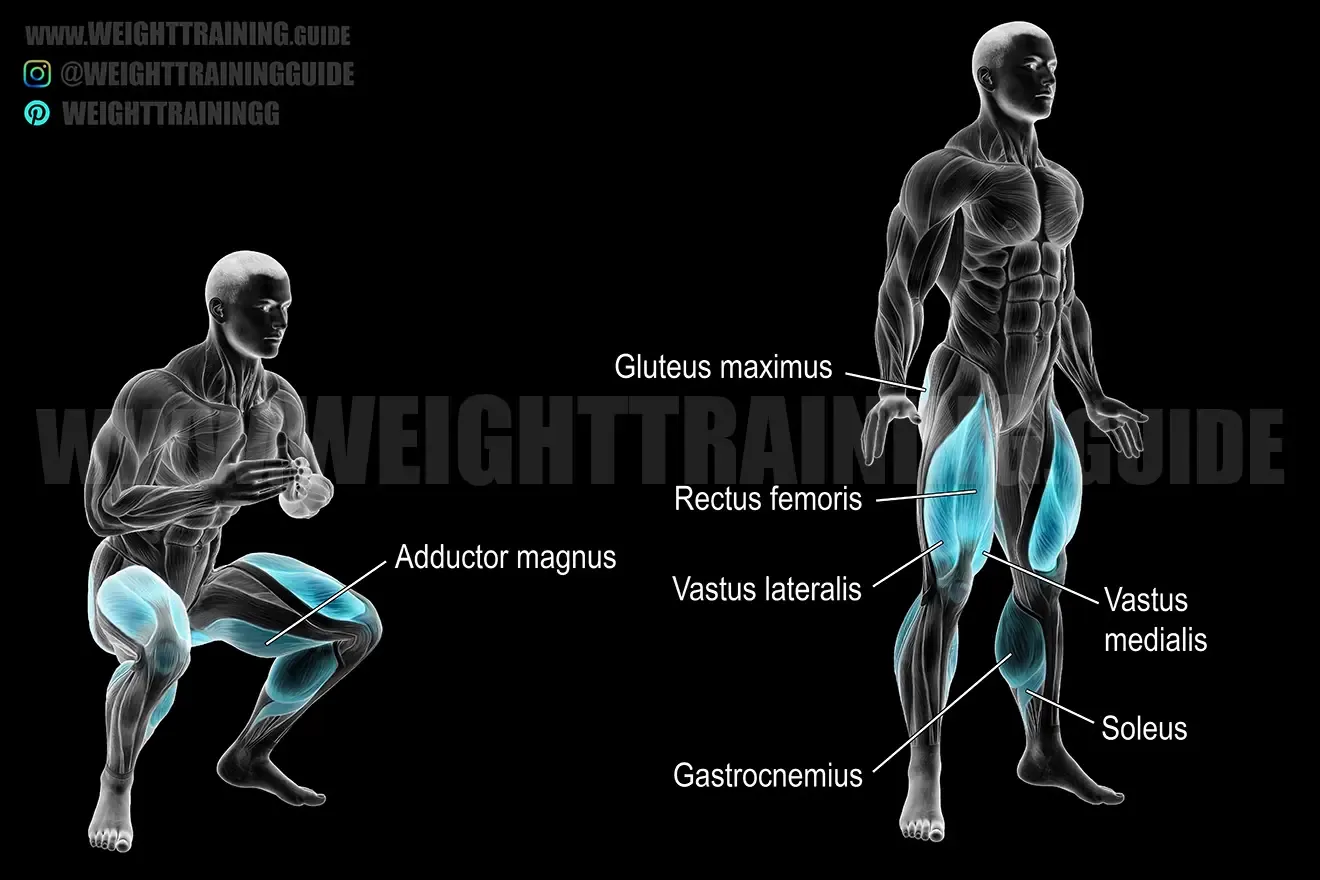 WWW.WEIGHTTRAINING.GUIDE
@WEIGHTTRAININGGUIDE
WEIGHTTRAININGG
Gluteus maximus
WWW.WEIGHTTRAINING.GUIDE
Rectus femoris
Adductor magnus
Vastus lateralis
Vastus
medialis
Soleus
Gastrocnemius